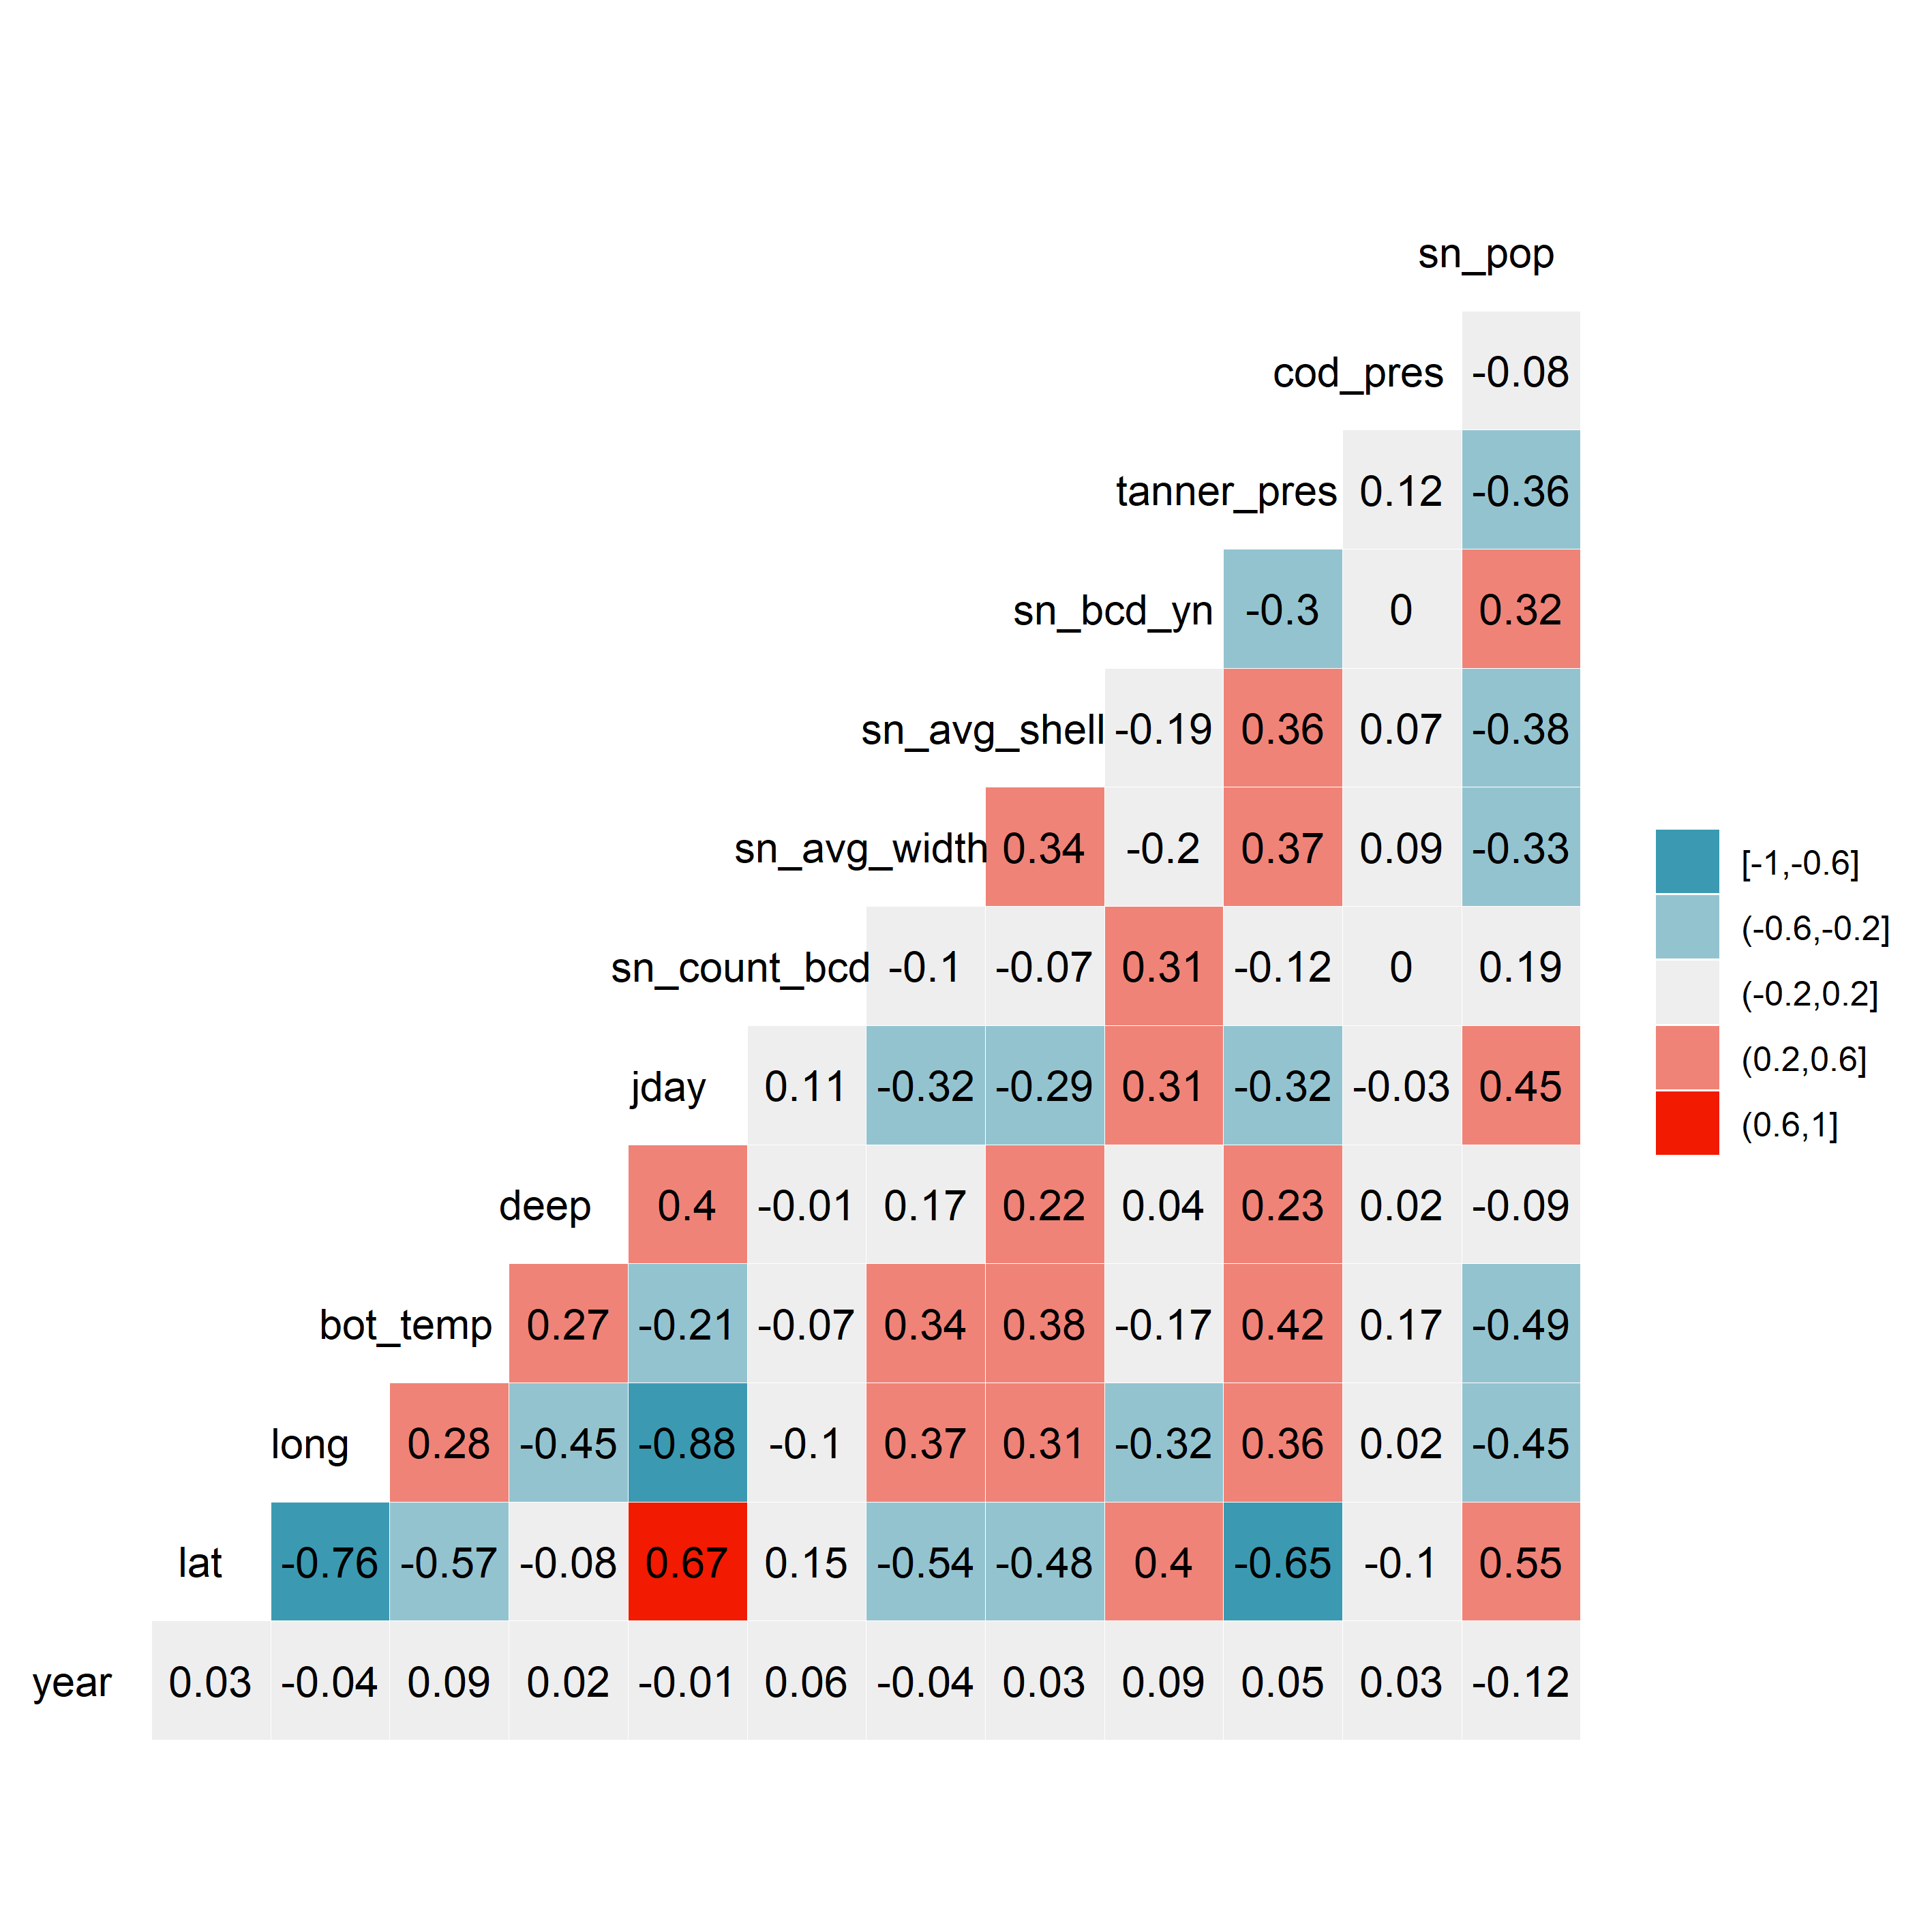 sn_pop
cod_pres -0.08
tanner_pres 0.12 -0.36
sn_bcd_yn -0.3 0 0.32
sn_avg_shell -0.19 0.36 0.07 -0.38
sn_avg_width 0.34 -0.2 0.37 0.09 -0.33
sn_count_bcd -0.1 -0.07 0.31 -0.12 0 0.19
jday 0.11 -0.32 -0.29 0.31 -0.32 -0.03 0.45
deep 0.4 -0.01 0.17 0.22 0.04 0.23 0.02 -0.09
bot_temp 0.27 -0.21 -0.07 0.34 0.38 -0.17 0.42 0.17 -0.49
long 0.28 -0.45 -0.88 -0.1 0.37 0.31 -0.32 0.36 0.02 -0.45
lat -0.76 -0.57 -0.08 0.67 0.15 -0.54 -0.48 0.4 -0.65 -0.1 0.55
year 0.03 -0.04 0.09 0.02 -0.01 0.06 -0.04 0.03 0.09 0.05 0.03 -0.12
[-1,-0.6]
(-0.6,-0.2]
(-0.2,0.2]
(0.2,0.6]
(0.6,1]